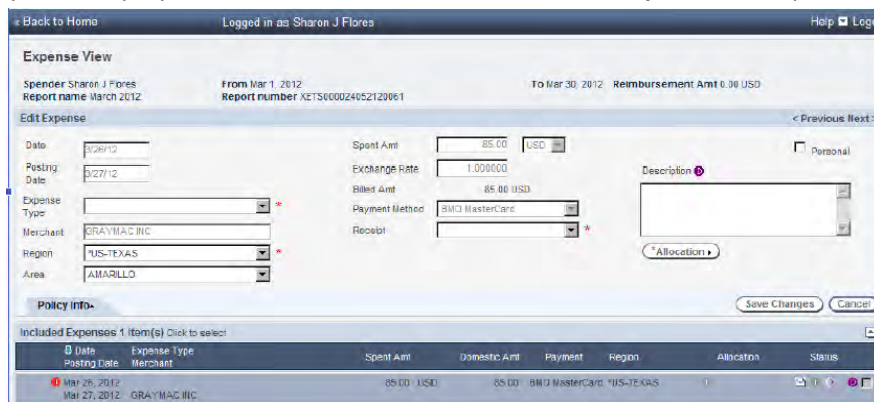 « Back to Home Logged in as Sharon J Flores Help Logo
Expense View
Spender Sharon J Flores From Mar 1, 2012 To Mar 30, 2012 Reimbursement Amt 0.00 USD
Report name March 2012 Report number XETS000024052120061
Edit Expense < Previous Next >
Date 3/26/12 Spent Amt 85.00 USD Personal
Posting Date 3/27/12 Exchange Rate 1.000000 Description
Billed Amt 85.00 USD
Expense Type * Payment Method BMO MasterCard
Merchant GRAYMAC INC Receipt *
Region *US-TEXAS * *Allocation
Area AMARILLO
Policy Info Save Changes Cancel
Included Expenses 1 Item(s) Click to select
Date Expense Type
Posting Date Merchant Spent Amt Domestic Amt Payment Region Allocation Status
Mar 26, 2012 85.00 USD 85.00 BMO MasterCard *US-TEXAS
Mar 27, 2012 GRAYMAC INC